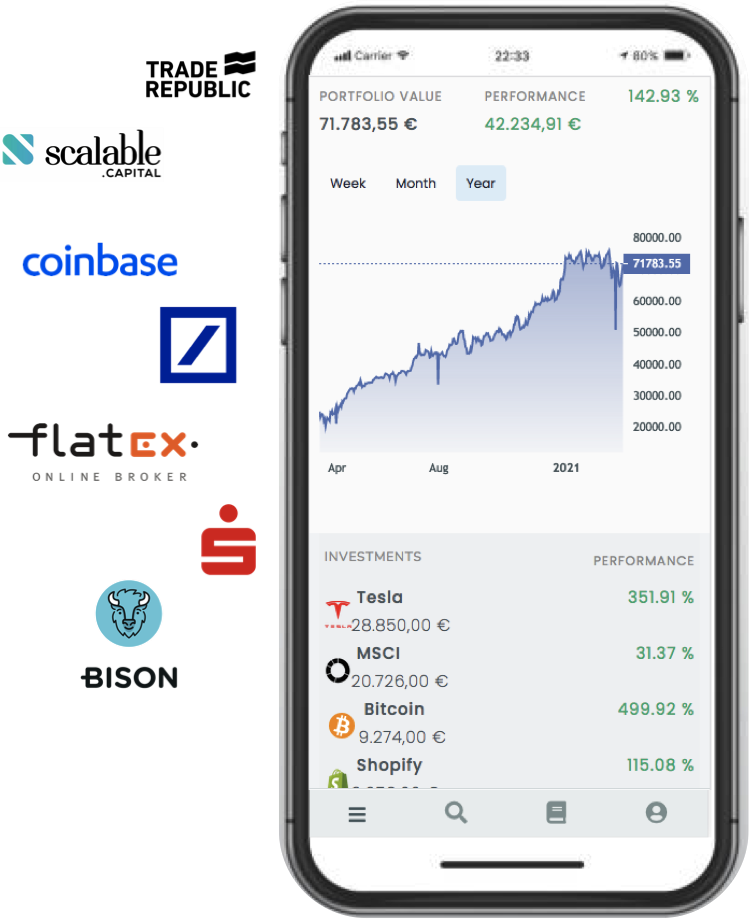 TRADE
REPUBLIC
scalable
.CAPITAL
coinbase
flatex
ONLINE BROKER
BISON
Carrier 22:33 80%
PORTFOLIO VALUE PERFORMANCE 142.93 %
71.783,55 € 42.234,91 €
Week Month Year
80000.00
71783.55
60000.00
50000.00
40000.00
30000.00
20000.00
Apr Aug 2021
INVESTMENTS PERFORMANCE
Tesla 351.91 %
TESLA 28.850,00 €
MSCI 31.37 %
20.726,00 €
Bitcoin 499.92 %
9.274,00 €
Shopify 115.08 %